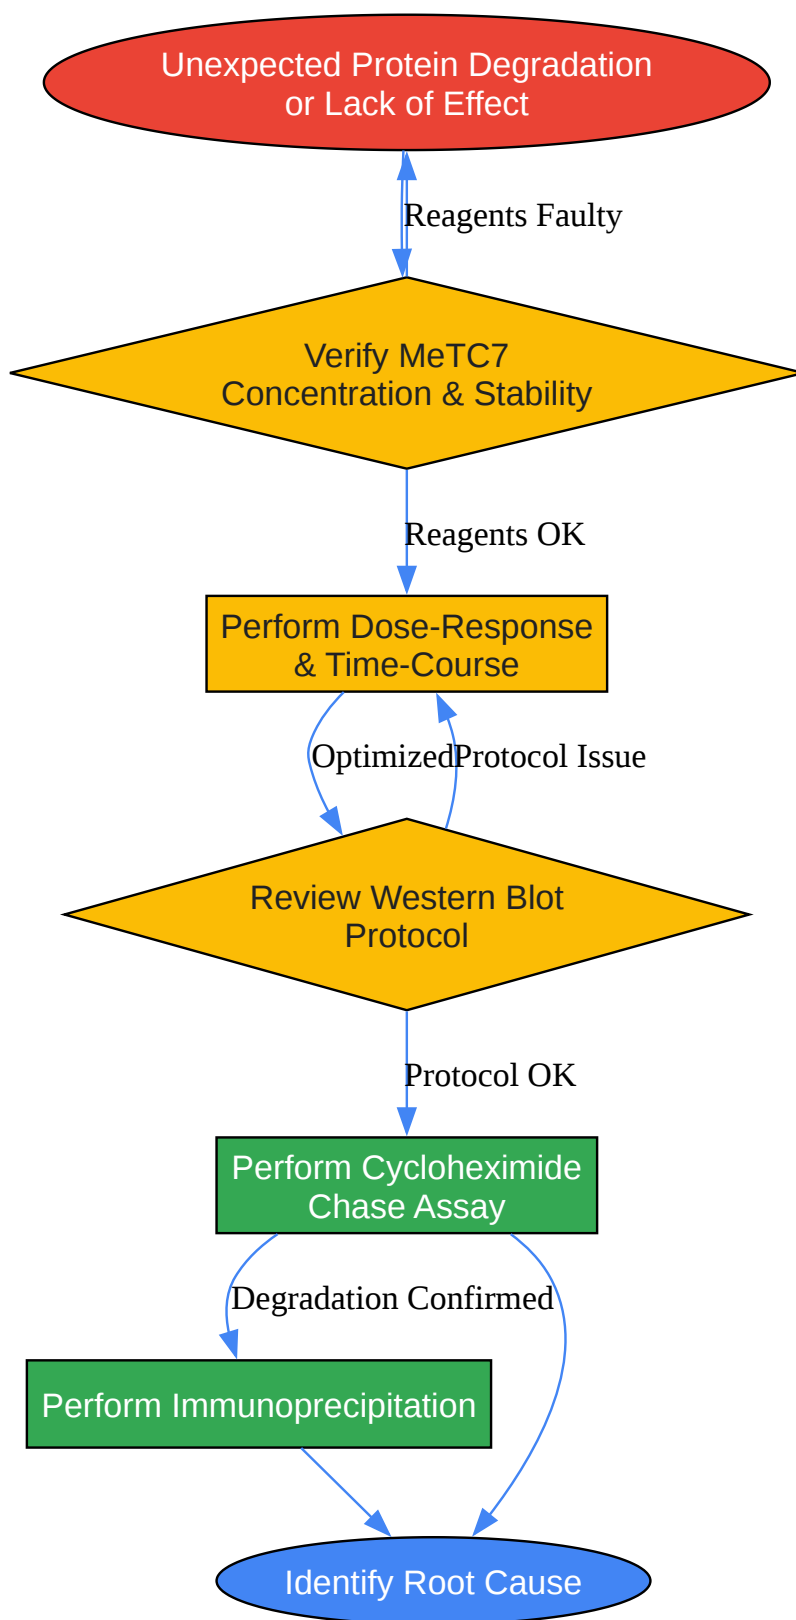 Unexpected Protein Degradation
or Lack of Effect
Reagents Faulty
Verify MeTC7
Concentration & Stability
Reagents OK
Perform Dose-Response
& Time-Course
Optimized
Protocol Issue
Review Western Blot
Protocol
Protocol OK
Perform Cycloheximide
Chase Assay
Degradation Confirmed
Perform Immunoprecipitation
Identify Root Cause